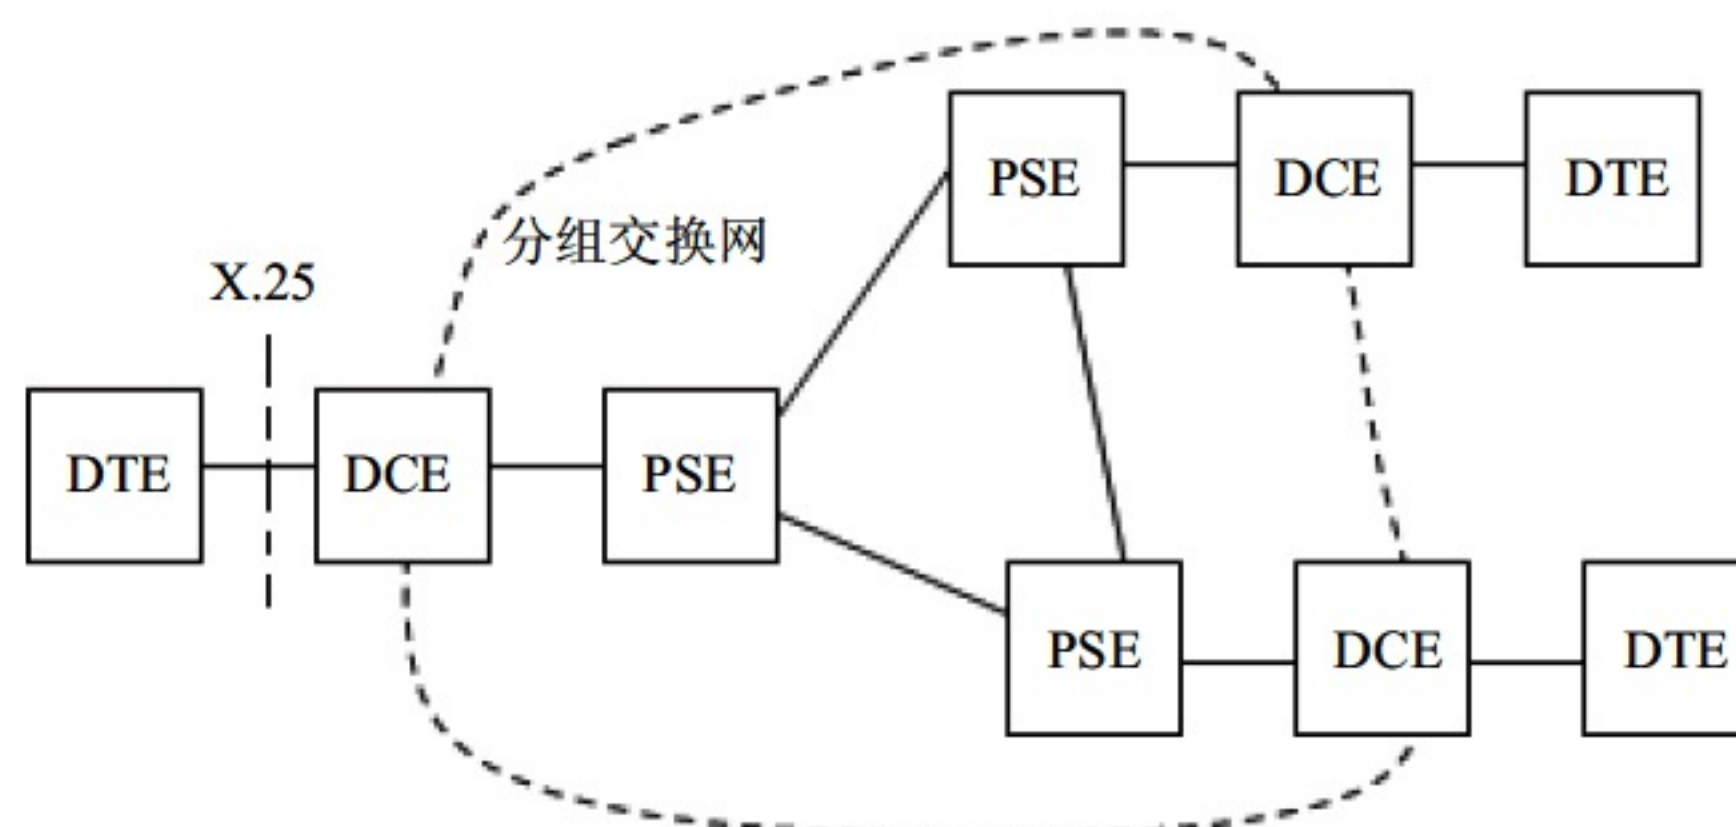 PSE DCE DTE
分组交换网
X.25
DTE DCE PSE
PSE DCE DTE